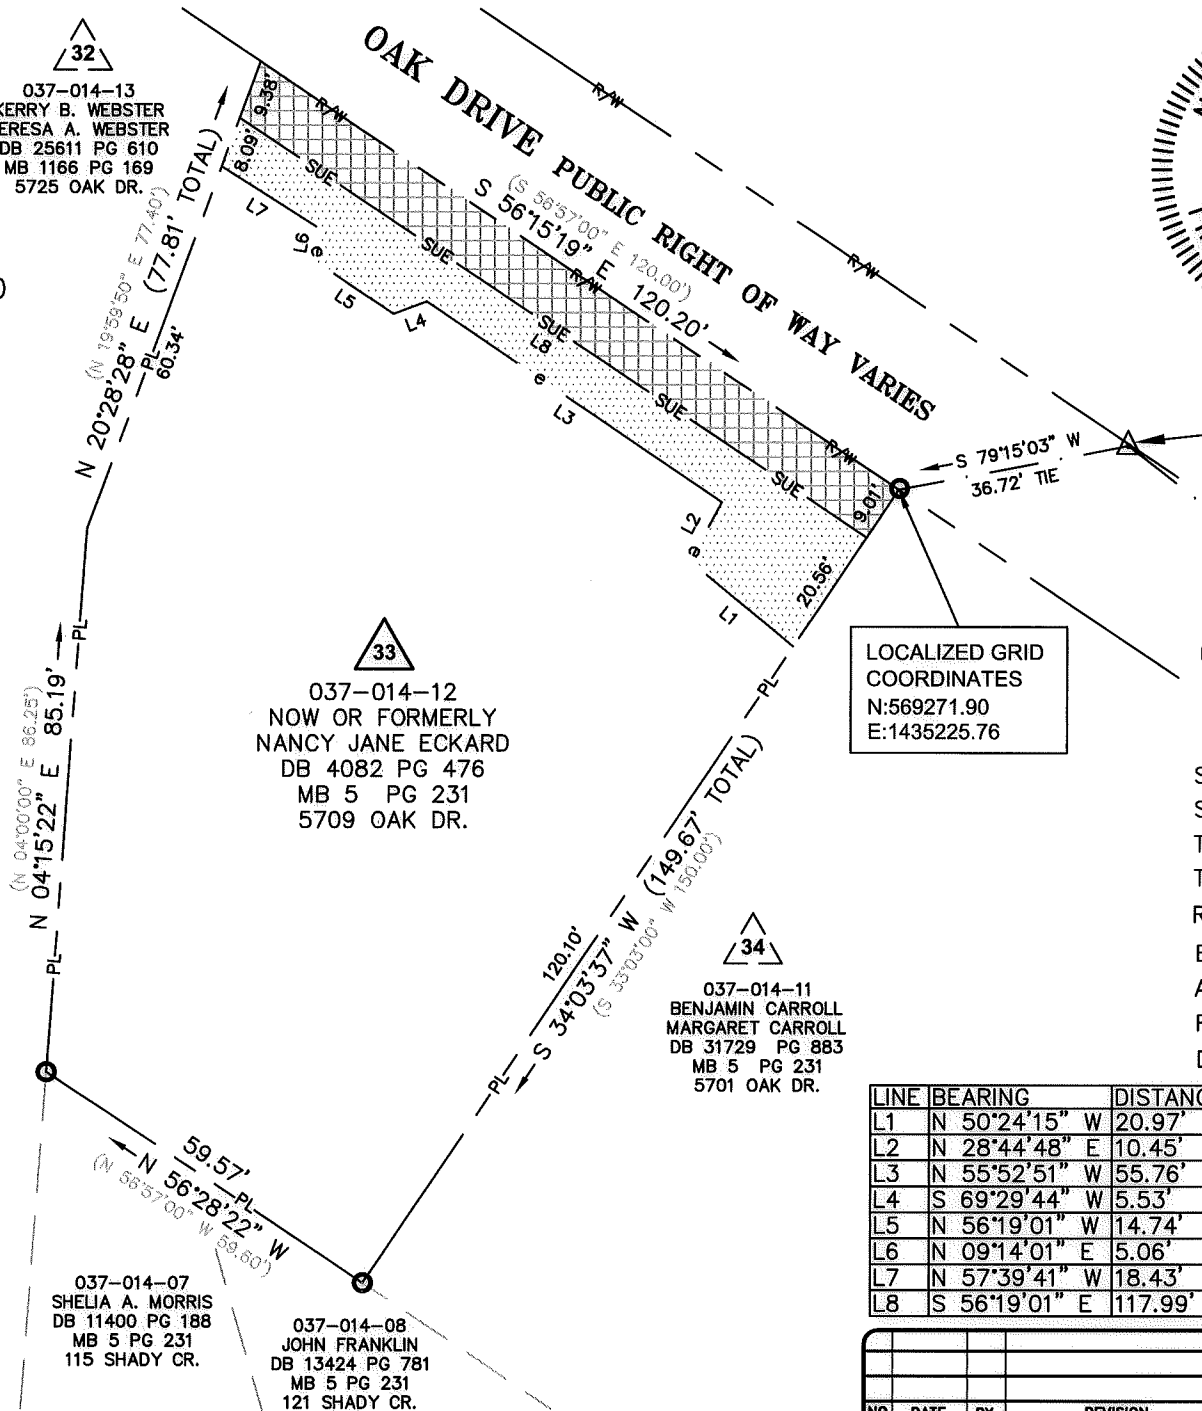 32
037-014-13
KERRY B. WEBSTER
TERESA A. WEBSTER
DB 25611 PG 610
MB 1166 PG 169
5725 OAK DR.
OAK DRIVE PUBLIC RIGHT OF WAY VARIES
R/W
R/W
R/W
R/W
R/W
(S 56°57'00" E 120.00')
S 56°15'19" E 120.20'
9.38'
8.09'
SUE
SUE
SUE
SUE
SUE
L7
L6
e
L5
L4
L8
e
L3
L2
e
L1
9.01'
20.56'
(N 19°59'50" E 77.40')
N 20°28'28" E (77.81' TOTAL)
PL
60.34'
S 79°15'03" W
36.72' TIE
LOCALIZED GRID
COORDINATES
N:569271.90
E:1435225.76
33
037-014-12
NOW OR FORMERLY
NANCY JANE ECKARD
DB 4082 PG 476
MB 5 PG 231
5709 OAK DR.
PL
(N 04°00'00" E 86.25')
N 04°15'22" E 85.19'
PL
PL
S 34°03'37" W (149.67' TOTAL)
120.10'
(S 33°03'00" W 150.00')
PL
34
037-014-11
BENJAMIN CARROLL
MARGARET CARROLL
DB 31729 PG 883
MB 5 PG 231
5701 OAK DR.
59.57'
PL
N 56°28'22" W
(N 56°57'00" W 59.60')
037-014-07
SHELIA A. MORRIS
DB 11400 PG 188
MB 5 PG 231
115 SHADY CR.
037-014-08
JOHN FRANKLIN
DB 13424 PG 781
MB 5 PG 231
121 SHADY CR.
LINE BEARING DISTANC
L1 N 50°24'15" W 20.97'
L2 N 28°44'48" E 10.45'
L3 N 55°52'51" W 55.76'
L4 S 69°29'44" W 5.53'
L5 N 56°19'01" W 14.74'
L6 N 09°14'01" E 5.06'
L7 N 57°39'41" W 18.43'
L8 S 56°19'01" E 117.99'
NO. DATE BY REVISION